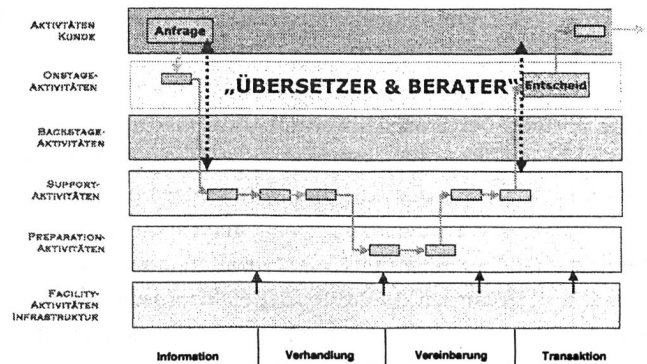 AKTIVTÄTEN
KUNDE
Anfrage
ONSTAGE-
AKTIVITÄTEN
„ÜBERSETZER & BERATER“
Entscheid
BACKSTAGE-
AKTIVITÄTEN
SUPPORT-
AKTIVITÄTEN
PREPARATION-
AKTIVITÄTEN
FACILITY-
AKTIVITÄTEN
INFRASTRUKTUR
Information
Verhandlung
Vereinbarung
Transaktion